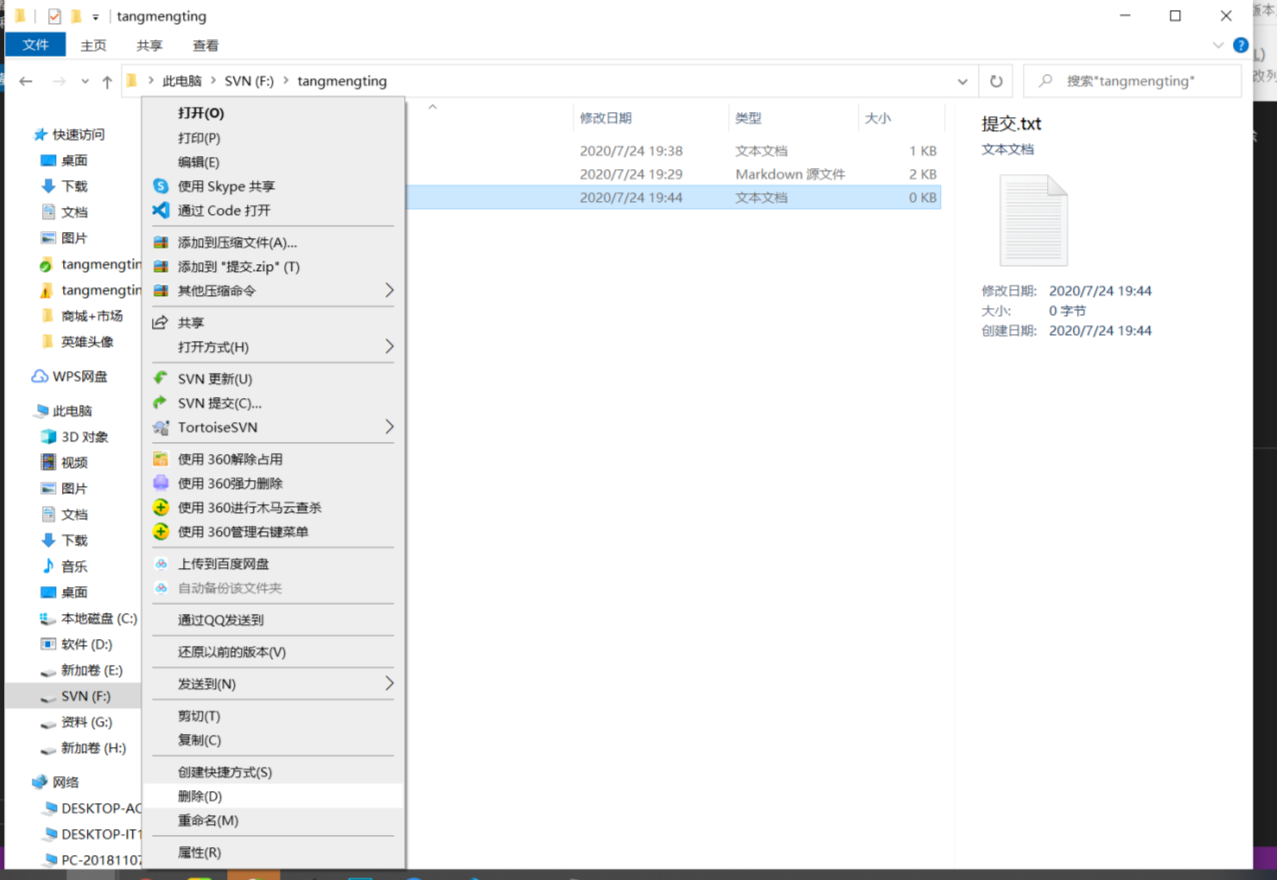 tangmengting
文件 主页 共享 查看
此电脑 SVN (F:) tangmengting
搜索"tangmengting"
修改日期 类型 大小
2020/7/24 19:38 文本文档 1 KB
2020/7/24 19:29 Markdown 源文件 2 KB
2020/7/24 19:44 文本文档 0 KB
快速访问
桌面
下载
文档
图片
tangmengtin
tangmengtin
商城+市场
英雄头像
WPS网盘
此电脑
3D 对象
视频
图片
文档
下载
音乐
桌面
本地磁盘 (C:)
软件 (D:)
新加卷 (E:)
SVN (F:)
资料 (G:)
新加卷 (H:)
网络
DESKTOP-AC
DESKTOP-IT1
PC-20181107
打开(O)
打印(P)
编辑(E)
使用 Skype 共享
通过 Code 打开
添加到压缩文件(A)...
添加到 "提交.zip" (T)
其他压缩命令
共享
打开方式(H)
SVN 更新(U)
SVN 提交(C)...
TortoiseSVN
使用 360解除占用
使用 360强力删除
使用 360进行木马云查杀
使用 360管理右键菜单
上传到百度网盘
自动备份该文件夹
通过QQ发送到
还原以前的版本(V)
发送到(N)
剪切(T)
复制(C)
创建快捷方式(S)
删除(D)
重命名(M)
属性(R)
提交.txt
文本文档
修改日期: 2020/7/24 19:44
大小: 0 字节
创建日期: 2020/7/24 19:44